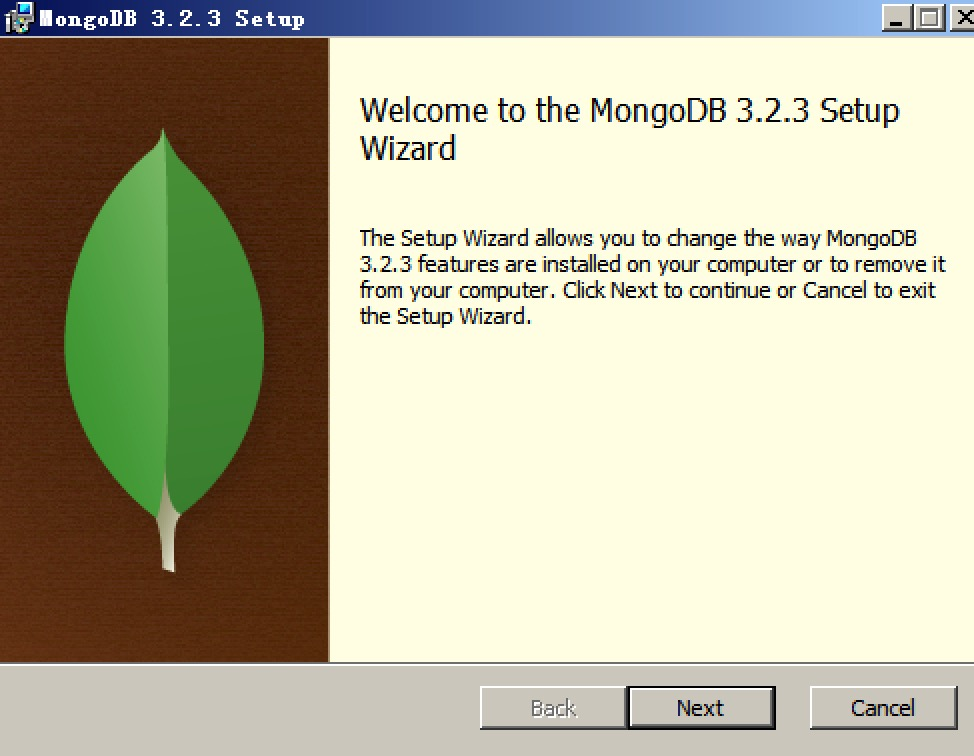 MongoDB 3.2.3 Setup
Welcome to the MongoDB 3.2.3 Setup
Wizard
The Setup Wizard allows you to change the way MongoDB
3.2.3 features are installed on your computer or to remove it
from your computer. Click Next to continue or Cancel to exit
the Setup Wizard.
Back
Next
Cancel